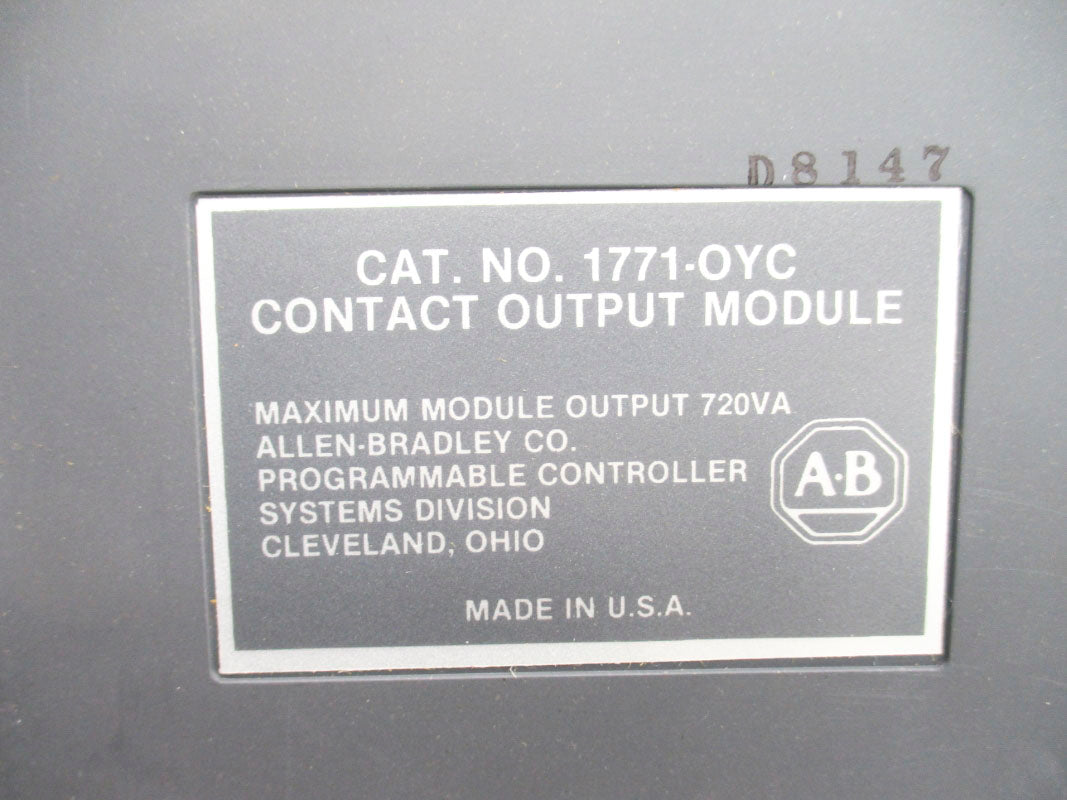 D8147
CAT. NO. 1771-OYC
CONTACT OUTPUT MODULE
MAXIMUM MODULE OUTPUT 720VA
ALLEN-BRADLEY CO.
PROGRAMMABLE CONTROLLER
SYSTEMS DIVISION
CLEVELAND, OHIO
A·B
MADE IN U.S.A.